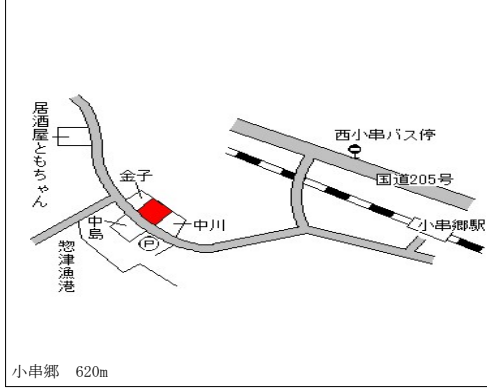 居酒屋ともちゃん
西小串バス停
国道205号
金子
小串郷駅
中川
中島
P
惣津漁港
小串郷　620m